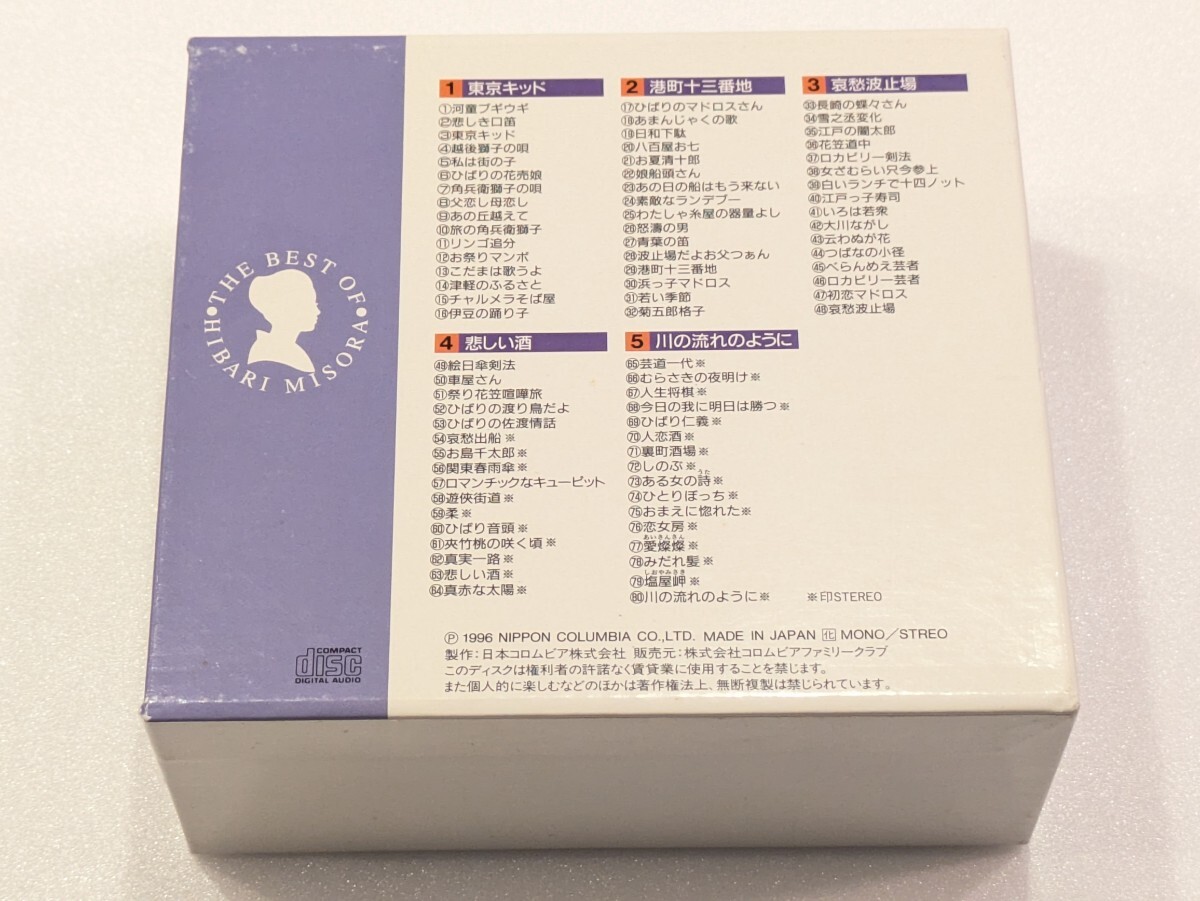 •THE BEST OF•
HIBARI MISORA
COMPACT
disc
DIGITAL AUDIO
1 東京キッド
①河童ブギウギ
②悲しき口笛
③東京キッド
④越後獅子の唄
⑤私は街の子
⑥ひばりの花売娘
⑦角兵衛獅子の唄
⑧父恋し母恋し
⑨あの丘越えて
⑩旅の角兵衛獅子
⑪リンゴ追分
⑫お祭りマンボ
⑬こだまは歌うよ
⑭津軽のふるさと
⑮チャルメラそば屋
⑯伊豆の踊り子
2 港町十三番地
⑰ひばりのマドロスさん
⑱あまんじゃくの歌
⑲日和下駄
⑳八百屋お七
㉑お夏清十郎
㉒娘船頭さん
㉓あの日の船はもう来ない
㉔素敵なランデブー
㉕わたしゃ糸屋の器量よし
㉖怒濤の男
㉗青葉の笛
㉘波止場だよお父つぁん
㉙港町十三番地
㉚浜っ子マドロス
㉛若い季節
㉜菊五郎格子
3 哀愁波止場
㉝長崎の蝶々さん
㉞雪之丞変化
㉟江戸の闇太郎
㊱花笠道中
㊲ロカビリー剣法
㊳女ざむらい只今参上
㊴白いランチで十四ノット
㊵江戸っ子寿司
㊶いろは若衆
㊷大川ながし
㊸云わぬが花
㊹つばなの小径
㊺べらんめえ芸者
㊻ロカビリー芸者
㊼初恋マドロス
㊽哀愁波止場
4 悲しい酒
㊾絵日傘剣法
㊿車屋さん
51祭り花笠喧嘩旅
52ひばりの渡り鳥だよ
53ひばりの佐渡情話
54哀愁出船※
55お島千太郎※
56関東春雨傘※
57ロマンチックなキューピット
58遊侠街道※
59柔※
60ひばり音頭※
61夾竹桃の咲く頃※
62真実一路※
63悲しい酒※
64真赤な太陽※
5 川の流れのように
65芸道一代※
66むらさきの夜明け※
67人生将棋※
68今日の我に明日は勝つ※
69ひばり仁義※
70人恋酒※
71裏町酒場※
72しのぶ※
うた
73ある女の詩※
74ひとりぼっち※
75おまえに惚れた※
76恋女房※
あいさんさん
77愛燦燦※
78みだれ髪※
しおやみさき
79塩屋岬※
80川の流れのように※
※印STEREO
Ⓟ 1996 NIPPON COLUMBIA CO.,LTD. MADE IN JAPAN 化 MONO／STREO
製作：日本コロムビア株式会社 販売元：株式会社コロムビアファミリークラブ
このディスクは権利者の許諾なく賃貸業に使用することを禁じます。
また個人的に楽しむなどのほかは著作権法上、無断複製は禁じられています。